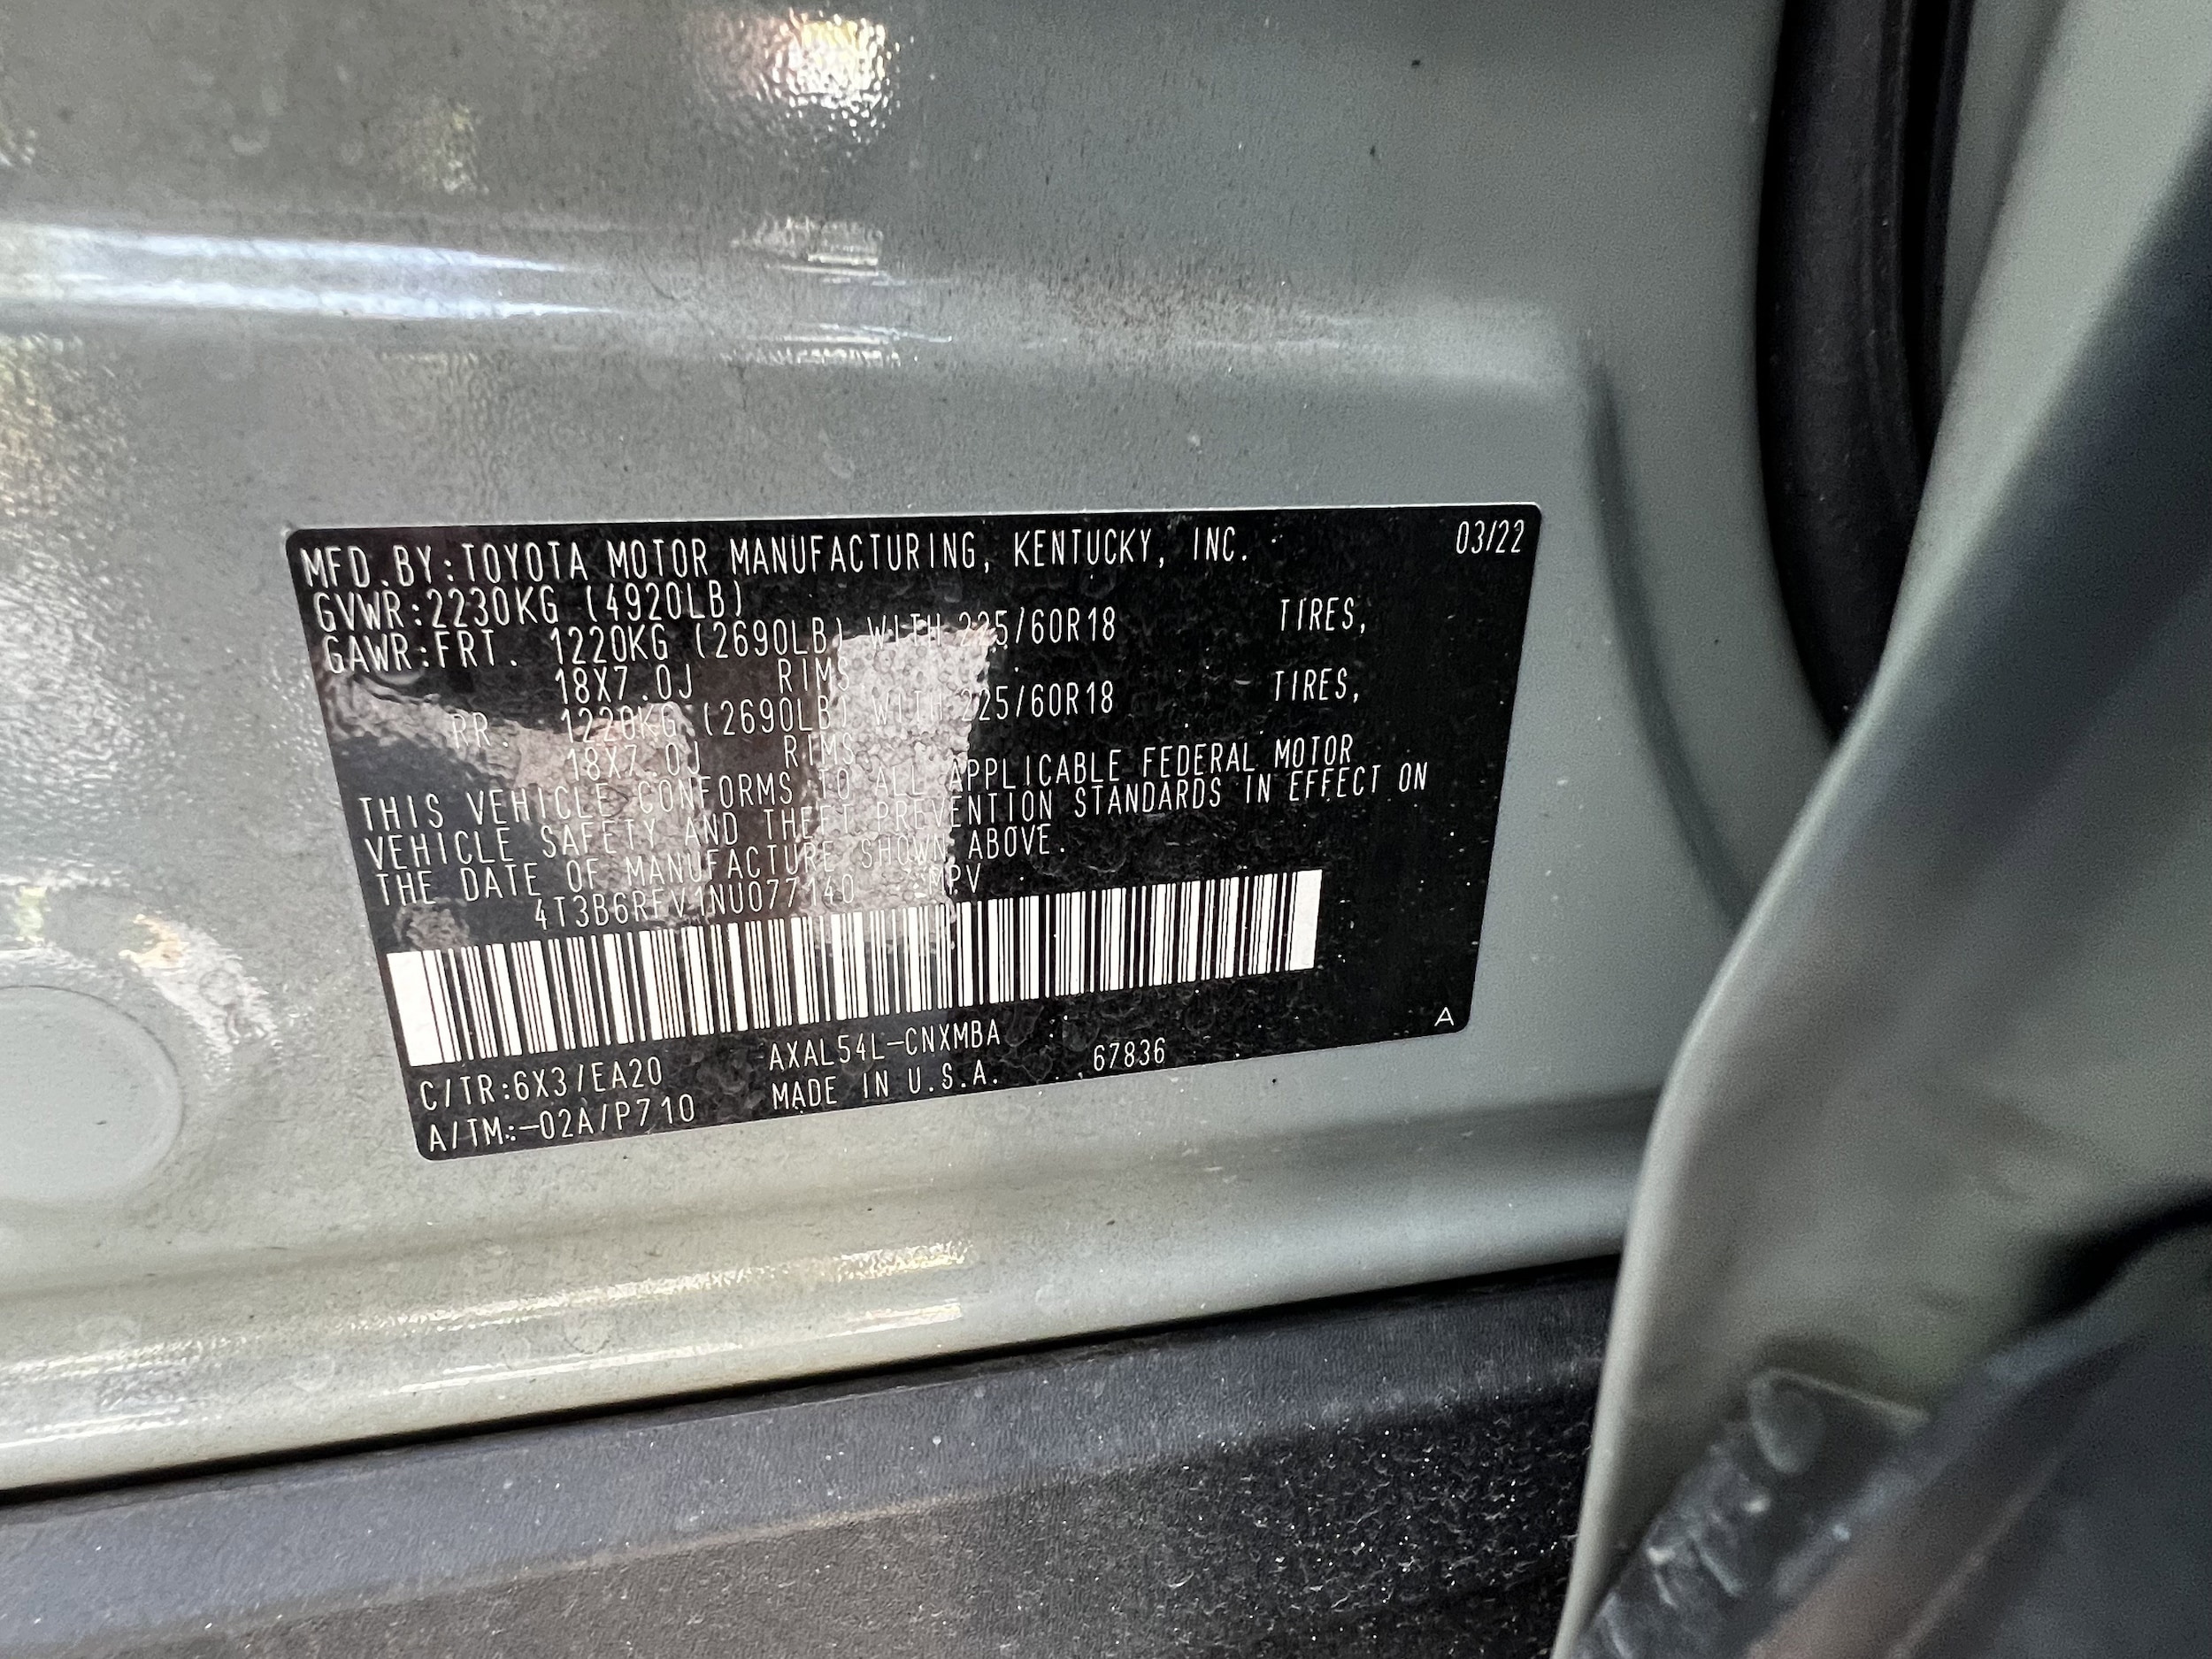 MFD.BY:TOYOTA MOTOR MANUFACTURING, KENTUCKY, INC. 03/22
GVWR:2230KG (4920LB)
GAWR:FRT. 1220KG (2690LB) WITH 225/60R18 TIRES,
18X7.0J RIMS
RR. 1220KG (2690LB) WITH 225/60R18 TIRES,
18X7.0J RIMS
THIS VEHICLE CONFORMS TO ALL APPLICABLE FEDERAL MOTOR
VEHICLE SAFETY AND THEFT PREVENTION STANDARDS IN EFFECT ON
THE DATE OF MANUFACTURE SHOWN ABOVE.
4T3B6RFV1NU077140 MPV
C/TR:6X3/EA20 AXAL54L-CNXMBA
A/TM:-02A/P710 MADE IN U.S.A. 67836 A